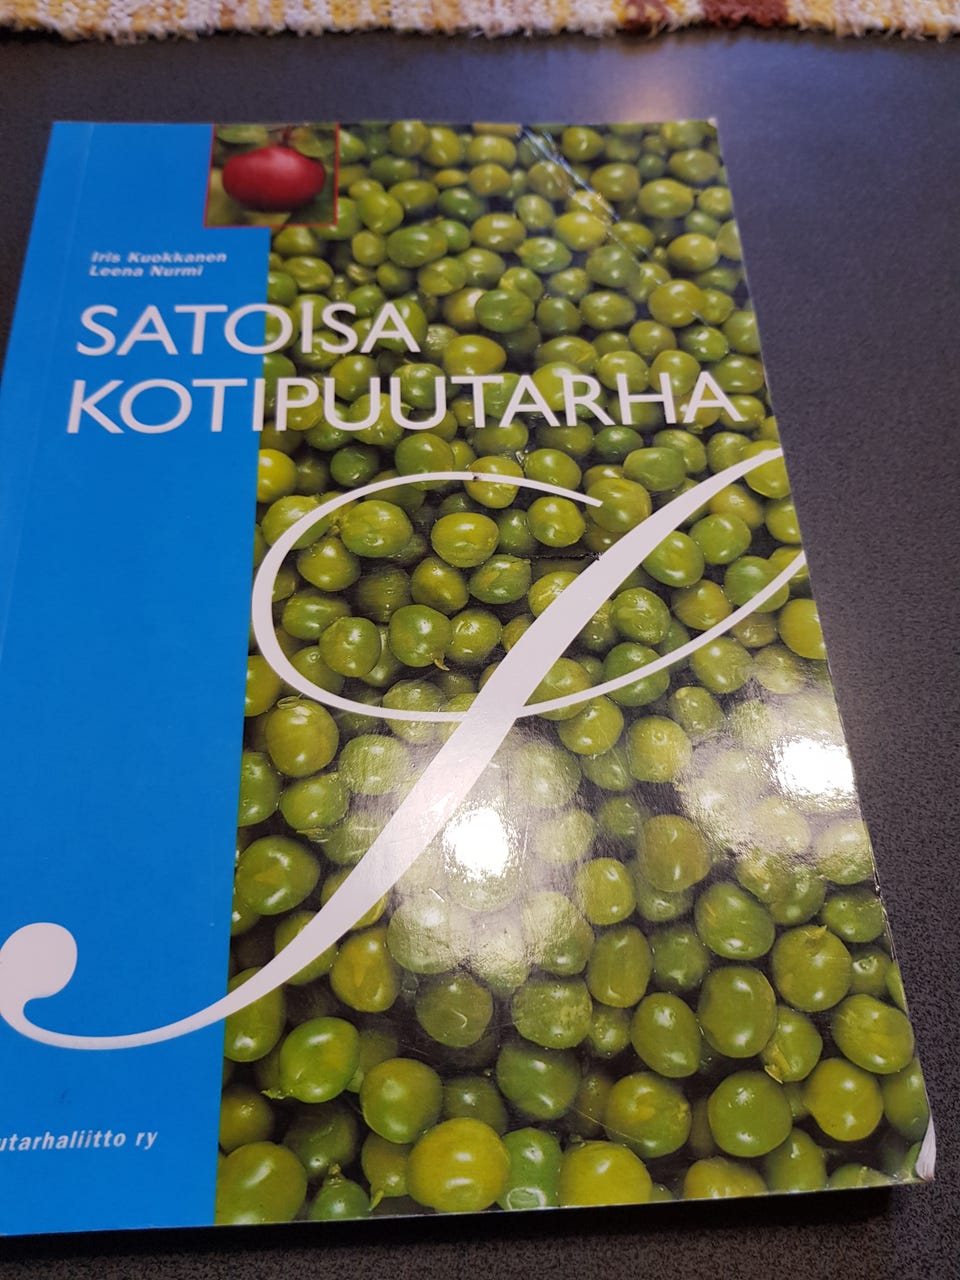 Iris Kuokkanen
Leena Nurmi
SATOISA
KOTIPUUTARHA
utarhaliitto ry